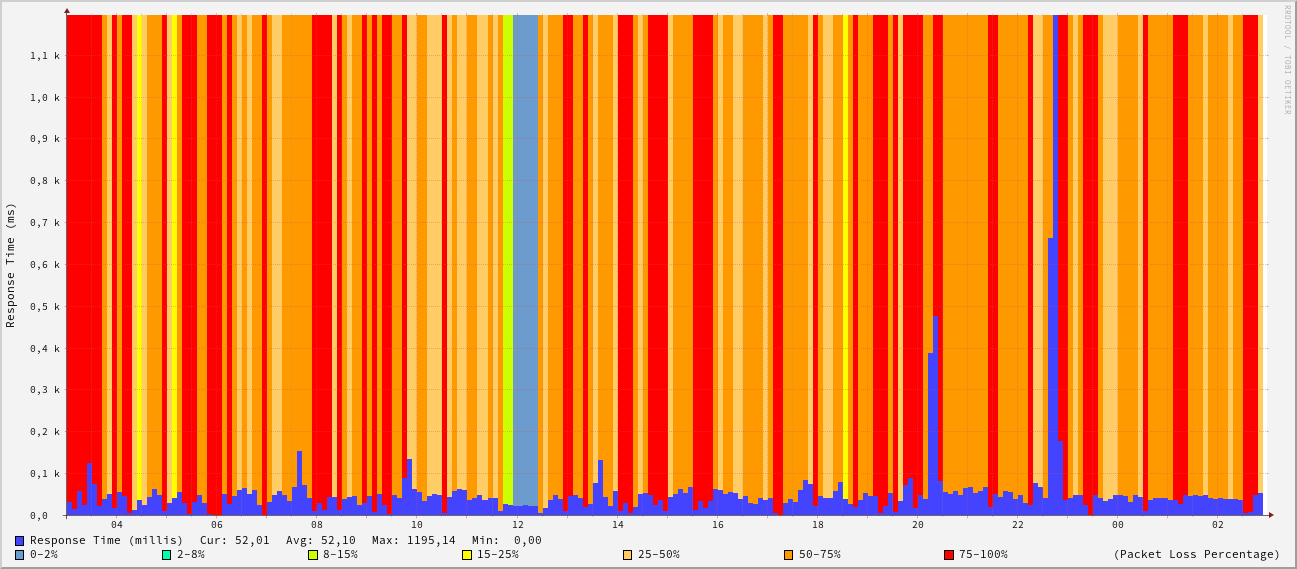 RRDTOOL / TOBI OETIKER
Response Time (ms)
1,1 k
1,0 k
0,9 k
0,8 k
0,7 k
0,6 k
0,5 k
0,4 k
0,3 k
0,2 k
0,1 k
0,0
04 06 08 10 12 14 16 18 20 22 00 02
Response Time (millis) Cur: 52,01 Avg: 52,10 Max: 1195,14 Min: 0,00
0-2% 2-8% 8-15% 15-25% 25-50% 50-75% 75-100% (Packet Loss Percentage)